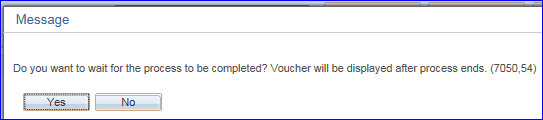 Message
Do you want to wait for the process to be completed? Voucher will be displayed after process ends. (7050,54)
Yes No